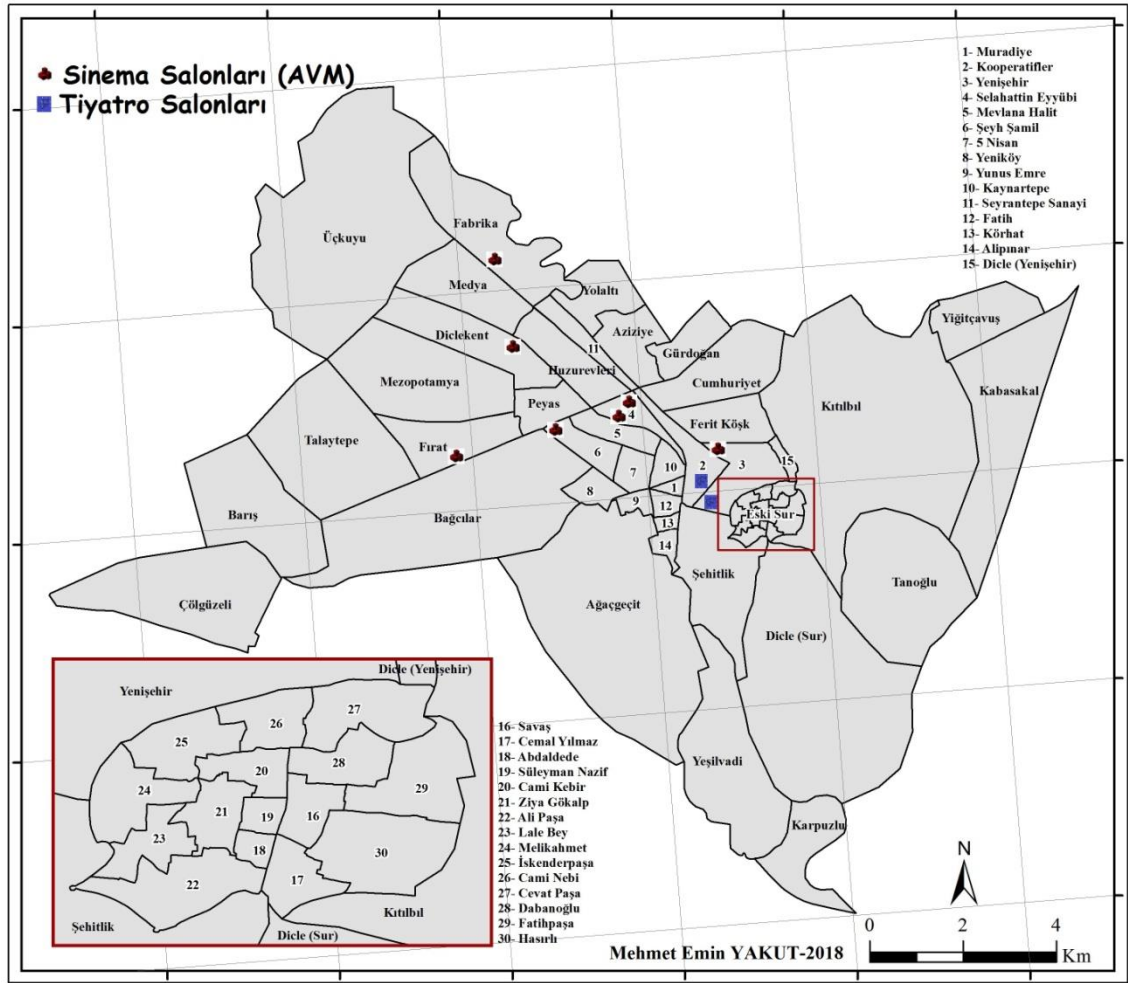 Sinema Salonları (AVM)
Tiyatro Salonları
1- Muradiye
2- Kooperatifler
3- Yenişehir
4- Selahattin Eyyübi
5- Mevlana Halit
6- Şeyh Şamil
7- 5 Nisan
8- Yeniköy
9- Yunus Emre
10- Kaynartepe
11- Seyrantepe Sanayi
12- Fatih
13- Körhat
14- Alipınar
15- Dicle (Yenişehir)
Fabrika
Üçkuyu
Medya
Yolaltı
Yiğitçavuş
Diclekent
Aziziye
11
Gürdoğan
Huzurevleri
Mezopotamya
Cumhuriyet
Kabasakal
Peyas
Kıtılbıl
4
Ferit Köşk
Talaytepe
Fırat
5
6
7
10
2
3
15
8
9
1
12
Barış
Bağcılar
13
Eski Sur
14
Şehitlik
Tanoğlu
Çölgüzeli
Ağaçgeçit
Dicle (Sur)
Yeşilvadi
Karpuzlu
Dicle (Yenişehir)
Yenişehir
27
26
25
28
20
24
29
21
19
16
23
18
30
22
17
Şehitlik
Kıtılbıl
Dicle (Sur)
16- Savaş
17- Cemal Yılmaz
18- Abdaldede
19- Süleyman Nazif
20- Cami Kebir
21- Ziya Gökalp
22- Ali Paşa
23- Lale Bey
24- Melikahmet
25- İskenderpaşa
26- Cami Nebi
27- Cevat Paşa
28- Dabanoğlu
29- Fatihpaşa
30- Hasırlı
N
0 2 4
Km
Mehmet Emin YAKUT-2018